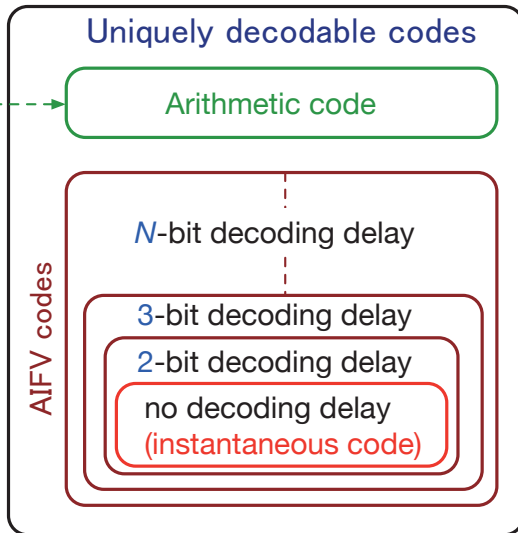 Uniquely decodable codes
Arithmetic code
AIFV codes
N-bit decoding delay
3-bit decoding delay
2-bit decoding delay
no decoding delay
(instantaneous code)